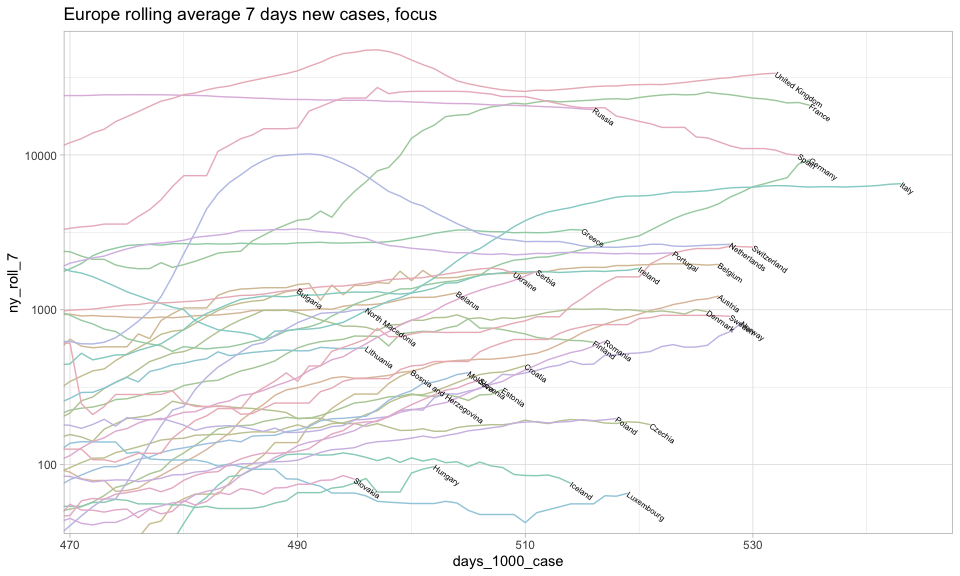 Europe rolling average 7 days new cases, focus
ny_roll_7
10000
1000
100
United Kingdom
France
Russia
Spain
Germany
Italy
Greece
Switzerland
Netherlands
Portugal
Belgium
Ireland
Serbia
Ukraine
Bulgaria
Belarus
North Macedonia
Austria
Denmark
Sweden
Norway
Lithuania
Romania
Finland
Croatia
Bosnia and Herzegovina
Moldova
Slovenia
Estonia
Poland
Czechia
Hungary
Slovakia
Iceland
Luxembourg
470
490
510
530
days_1000_case